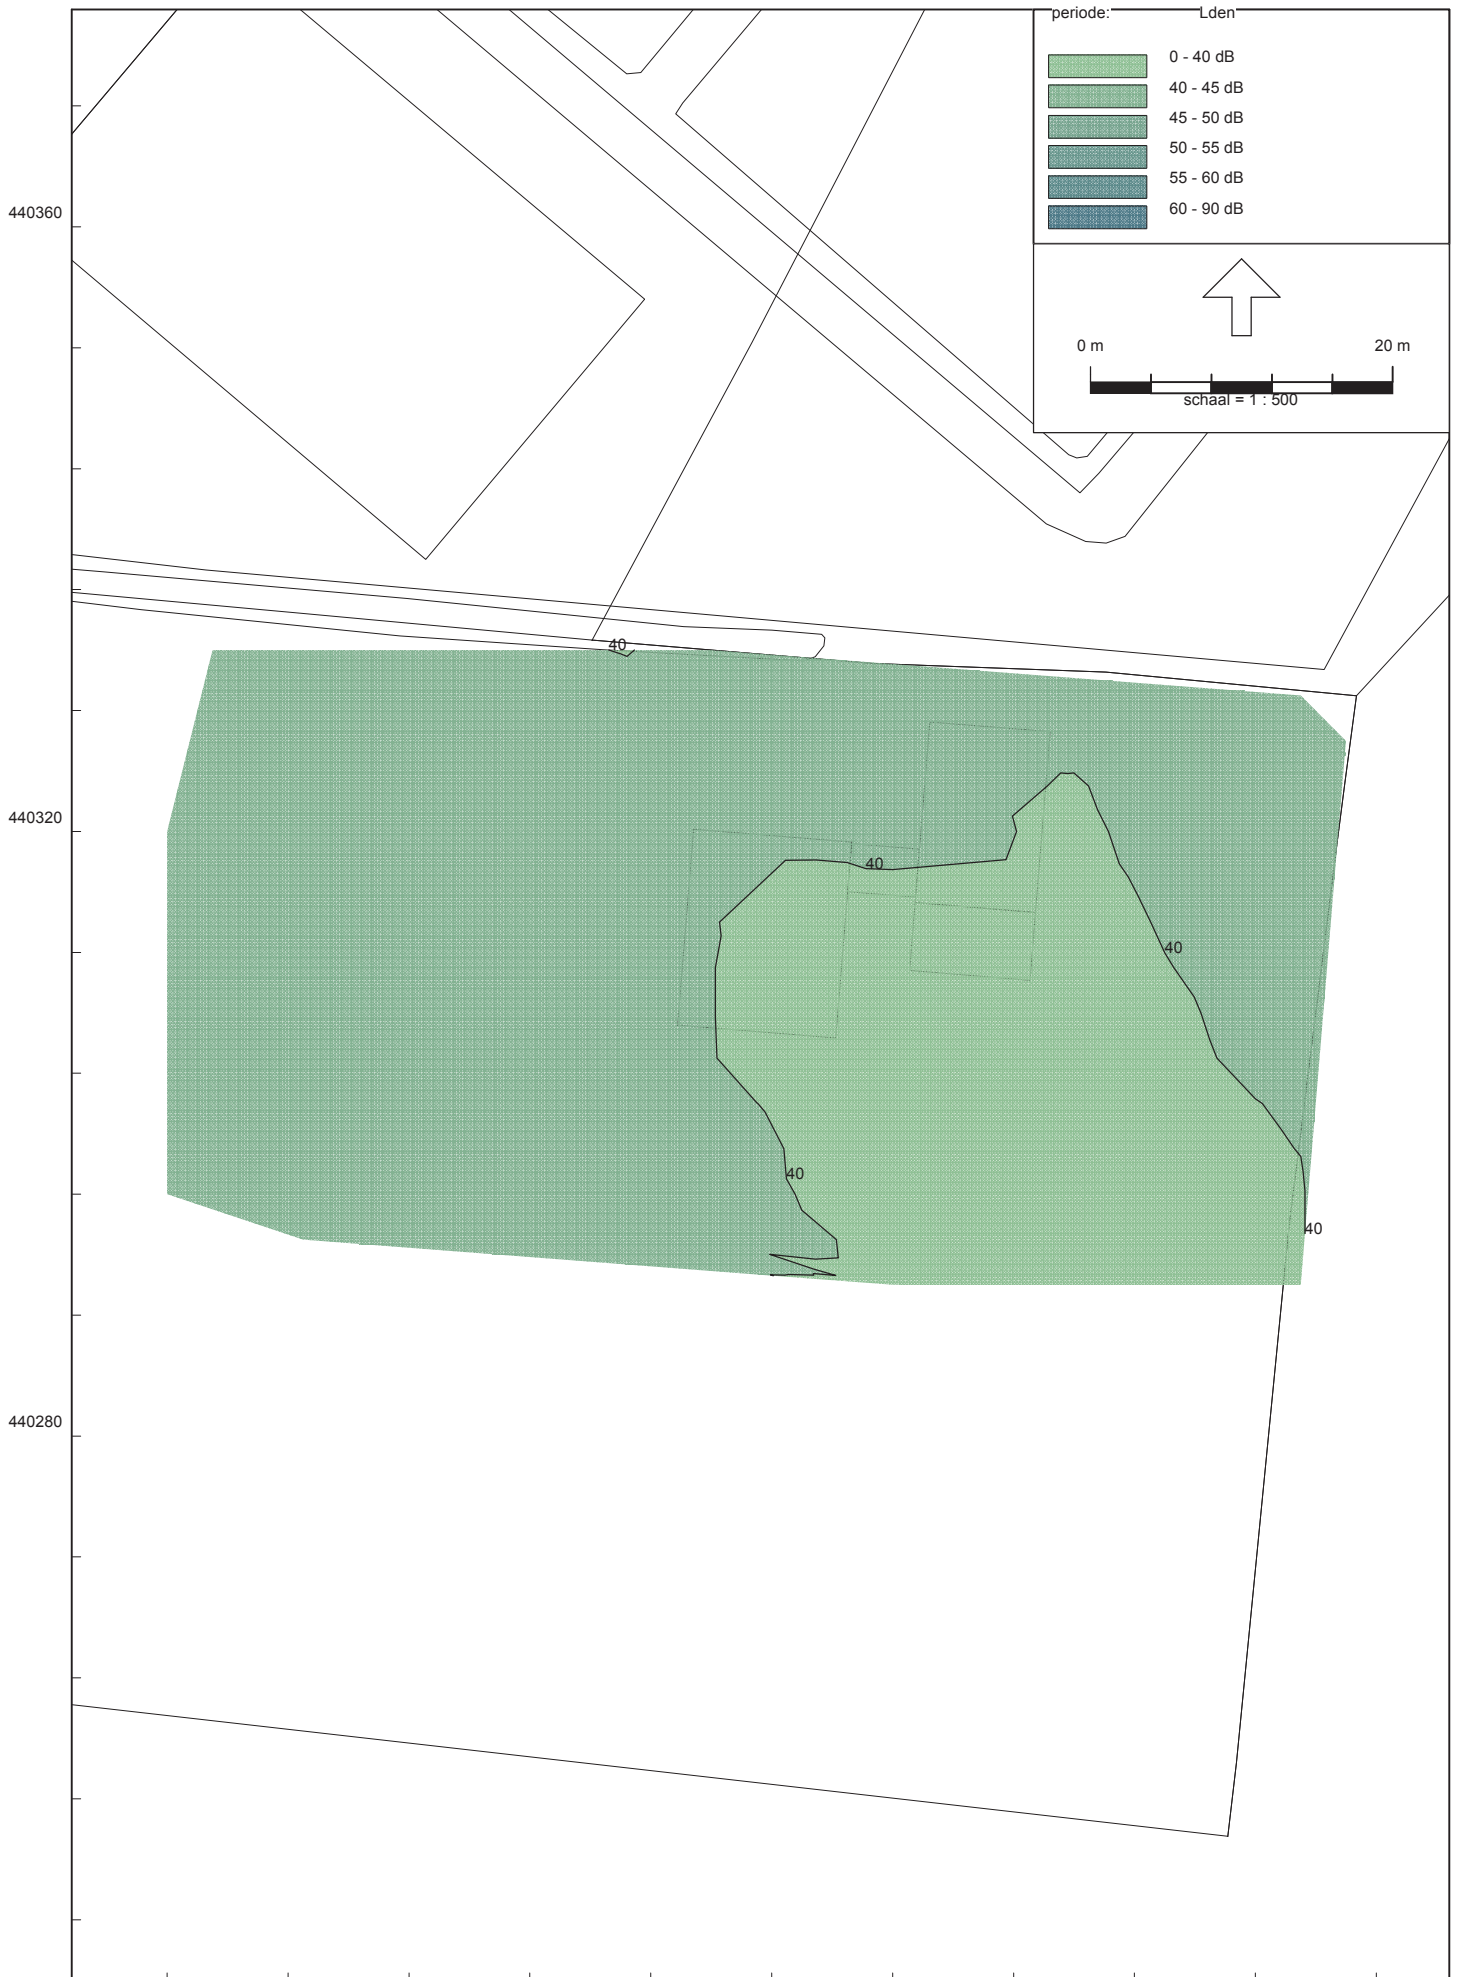 periode: Lden
0 - 40 dB
40 - 45 dB
45 - 50 dB
50 - 55 dB
55 - 60 dB
60 - 90 dB
440360
0 m 20 m
schaal = 1 : 500
40
440320
40
40
40
40
440280